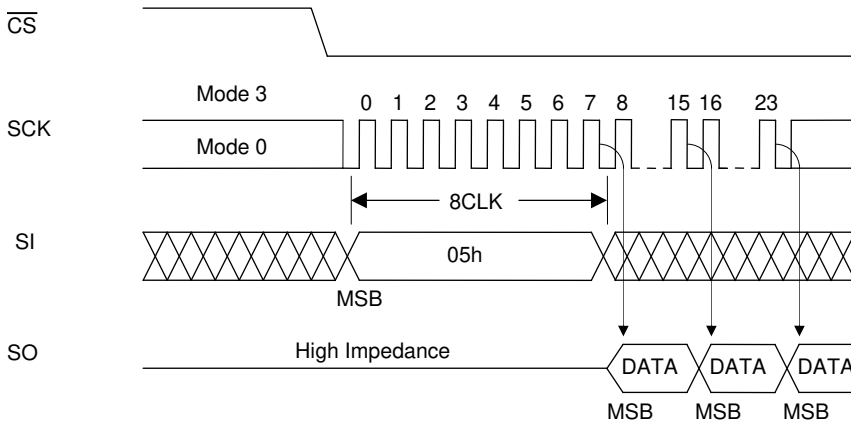 CS
Mode 3
0 1 2 3 4 5 6 7 8 15 16 23
SCK
Mode 0
8CLK
SI
05h
MSB
SO
High Impedance
DATA DATA DATA
MSB MSB MSB